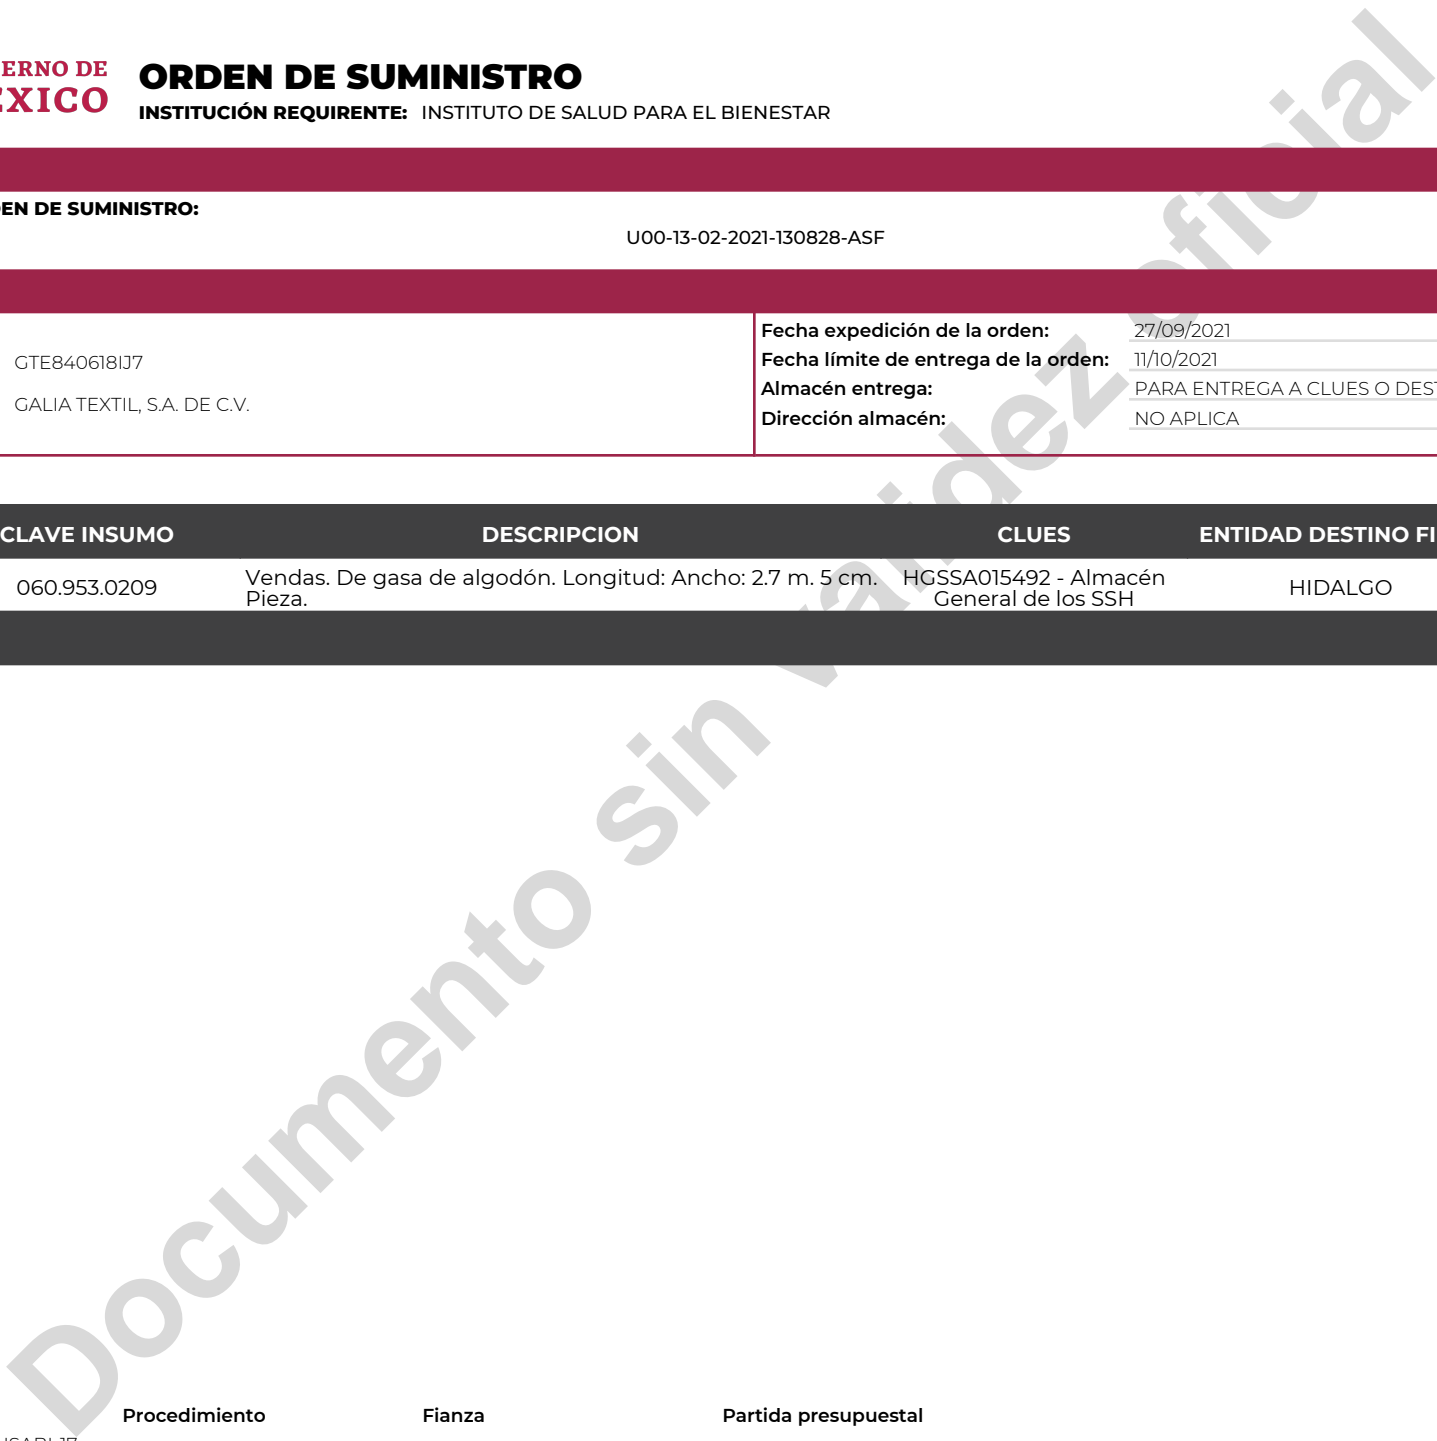 ERNO DE
EXICO
ORDEN DE SUMINISTRO
INSTITUCIÓN REQUIRENTE: INSTITUTO DE SALUD PARA EL BIENESTAR
EN DE SUMINISTRO:
U00-13-02-2021-130828-ASF
GTE840618IJ7
GALIA TEXTIL, S.A. DE C.V.
Fecha expedición de la orden: 27/09/2021
Fecha límite de entrega de la orden: 11/10/2021
Almacén entrega: PARA ENTREGA A CLUES O DEST
Dirección almacén: NO APLICA
CLAVE INSUMO DESCRIPCION CLUES ENTIDAD DESTINO FI
060.953.0209 Vendas. De gasa de algodón. Longitud: Ancho: 2.7 m. 5 cm. HGSSA015492 - Almacén HIDALGO
Pieza. General de los SSH
Documento sin validez oficial
Procedimiento Fianza Partida presupuestal